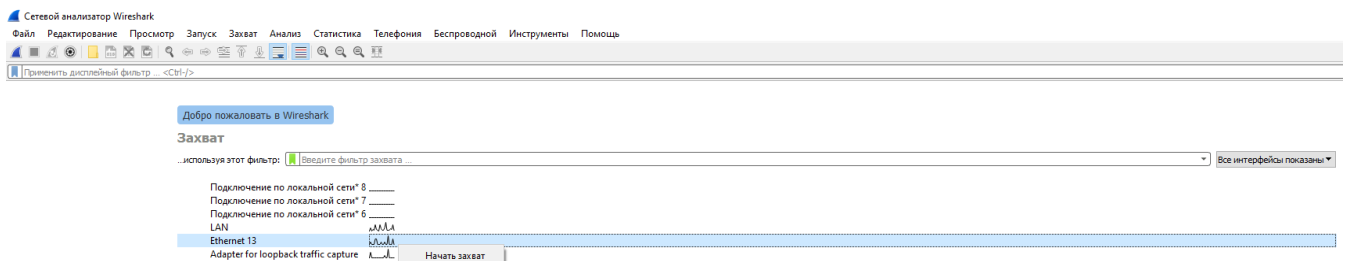 Сетевой анализатор Wireshark
Файл Редактирование Просмотр Запуск Захват Анализ Статистика Телефония Беспроводной Инструменты Помощь
Применить дисплейный фильтр ... <Ctrl-/>
Добро пожаловать в Wireshark
Захват
...используя этот фильтр: Введите фильтр захвата ... Все интерфейсы показаны
Подключение по локальной сети* 8
Подключение по локальной сети* 7
Подключение по локальной сети* 6
LAN
Ethernet 13
Adapter for loopback traffic capture Начать захват